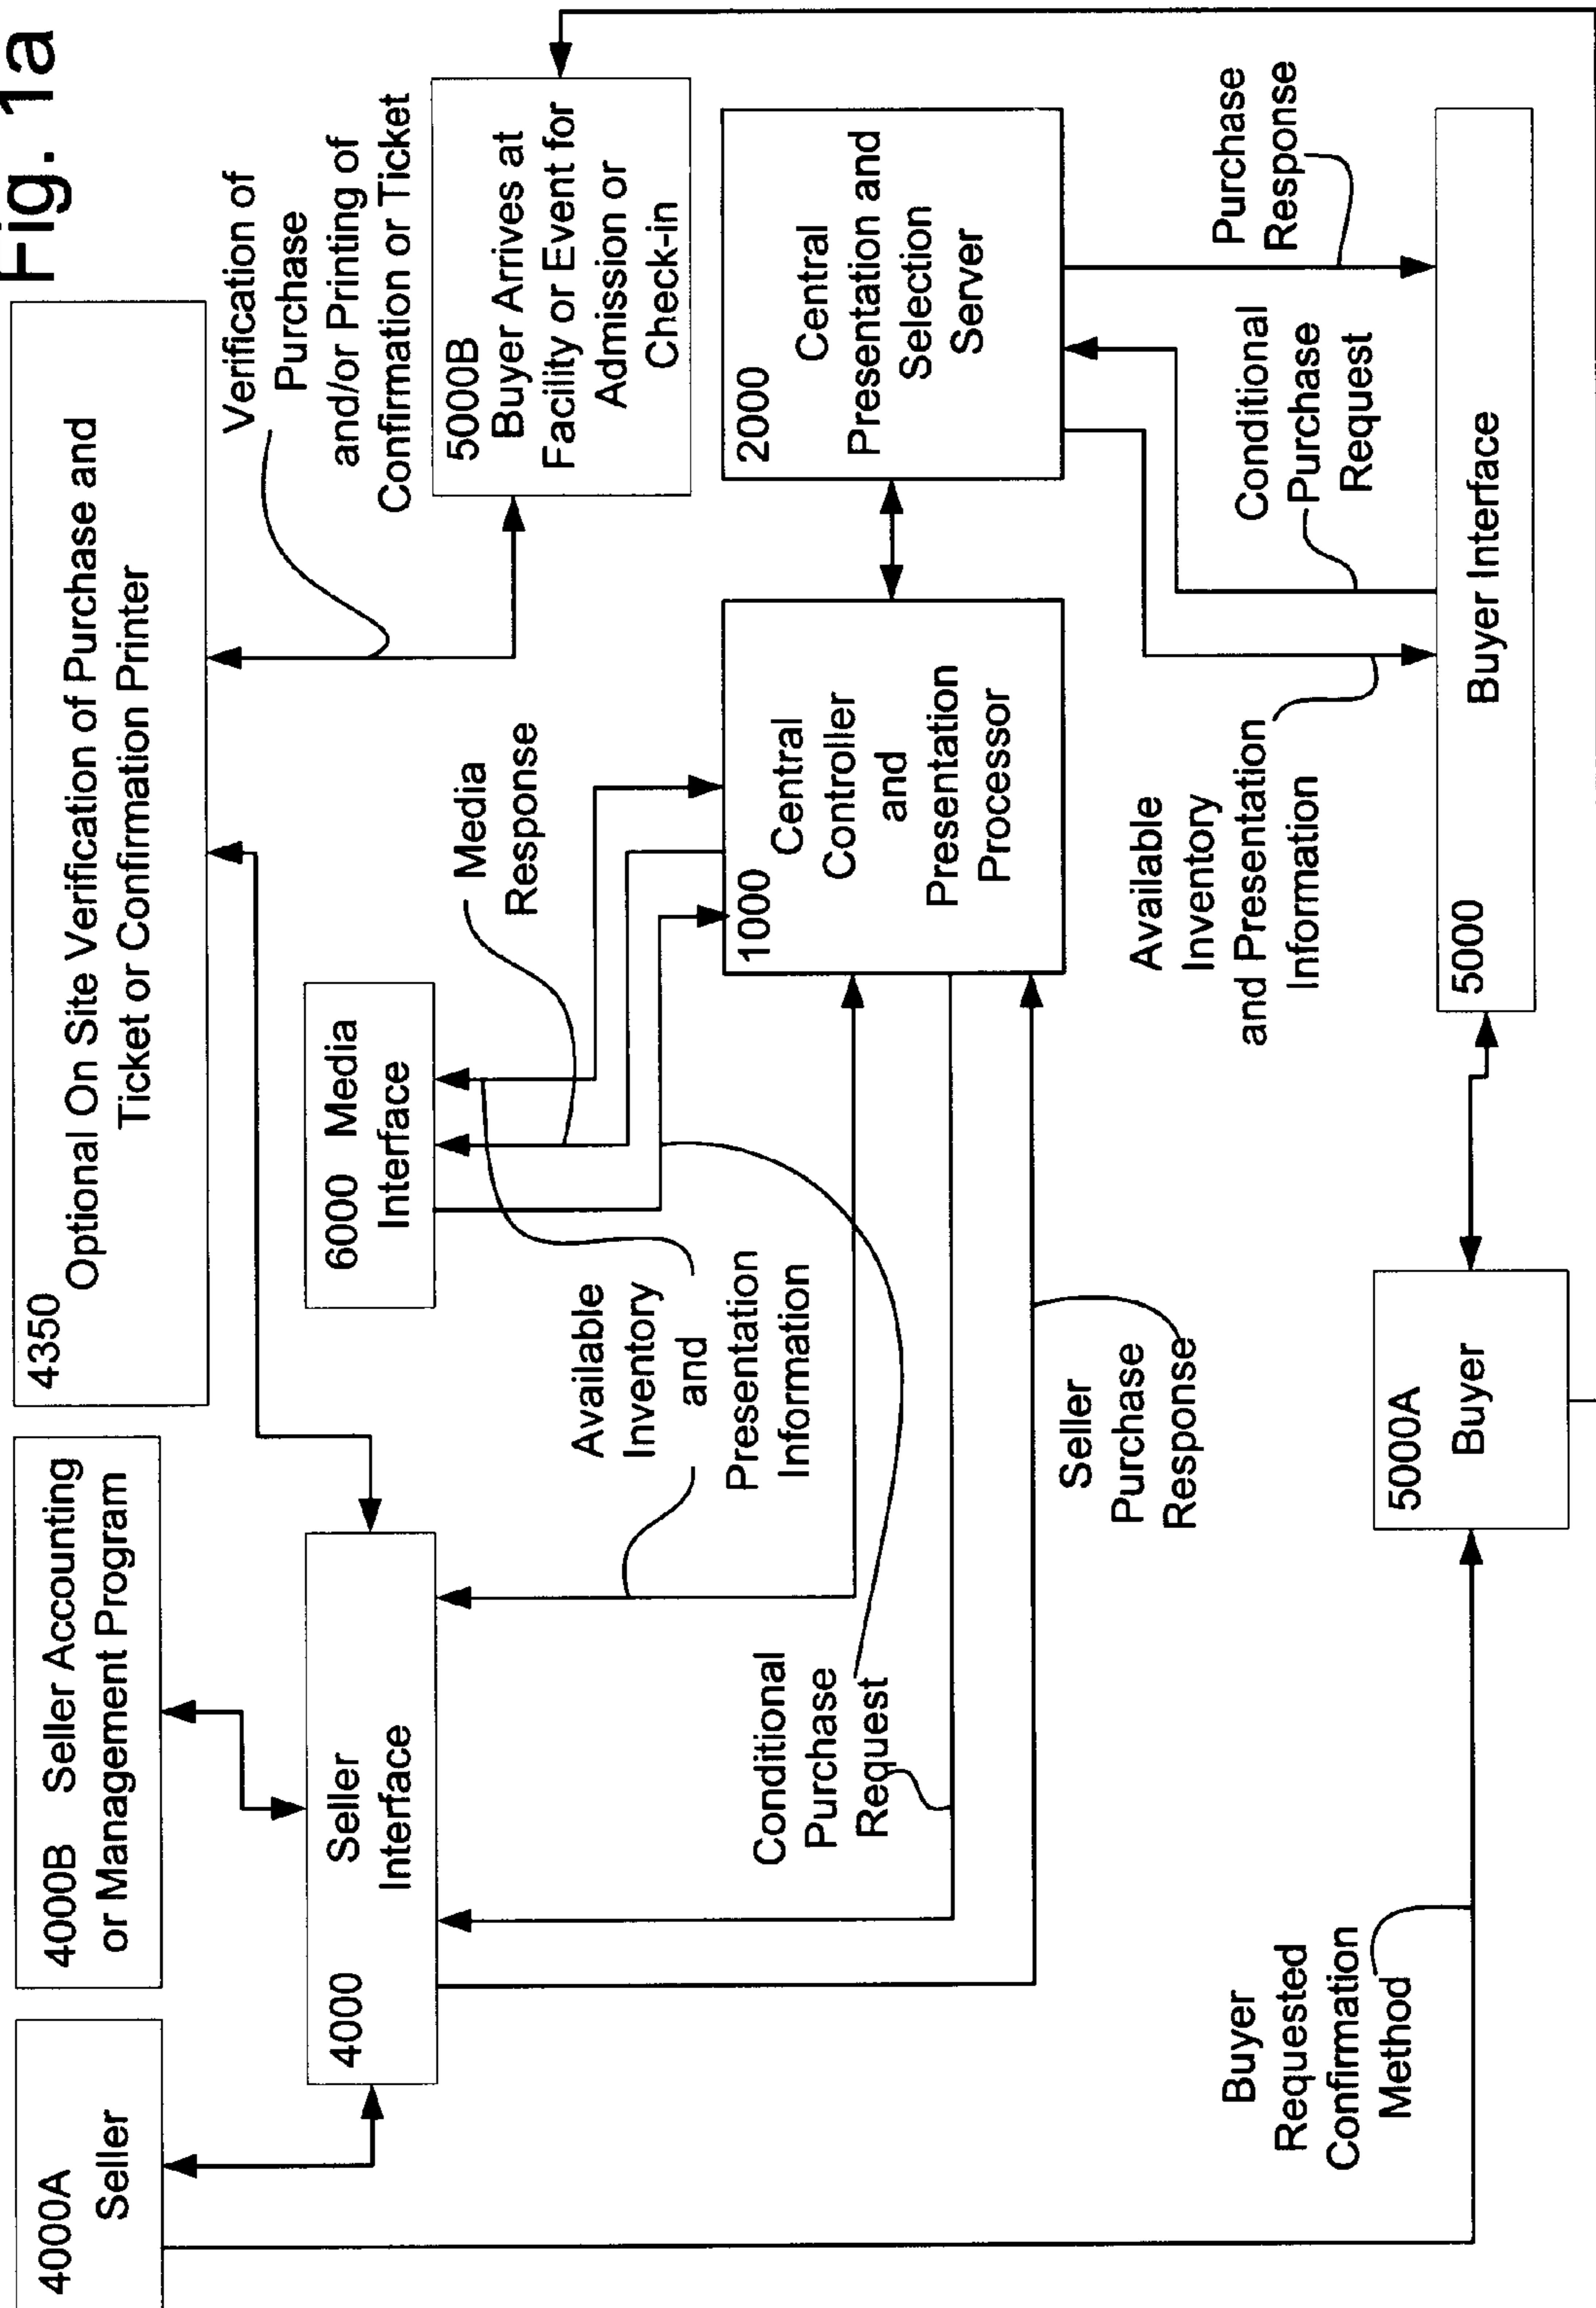 Fig. 1a
4000A
Seller
4000B Seller Accounting
or Management Program
4350
Optional On Site Verification of Purchase and
Ticket or Confirmation Printer
4000
Seller
Interface
6000 Media
Interface
Media
Response
Verification of
Purchase
and/or Printing of
Confirmation or Ticket
5000B
Buyer Arrives at
Facility or Event for
Admission or
Check-in
Available
Inventory
and
Presentation
Information
Conditional
Purchase
Request
Seller
Purchase
Response
1000
Central
Controller
and
Presentation
Processor
2000
Central
Presentation and
Selection
Server
Available
Inventory
and Presentation
Information
Conditional
Purchase
Request
Purchase
Response
Buyer
Requested
Confirmation
Method
5000A
Buyer
5000
Buyer Interface